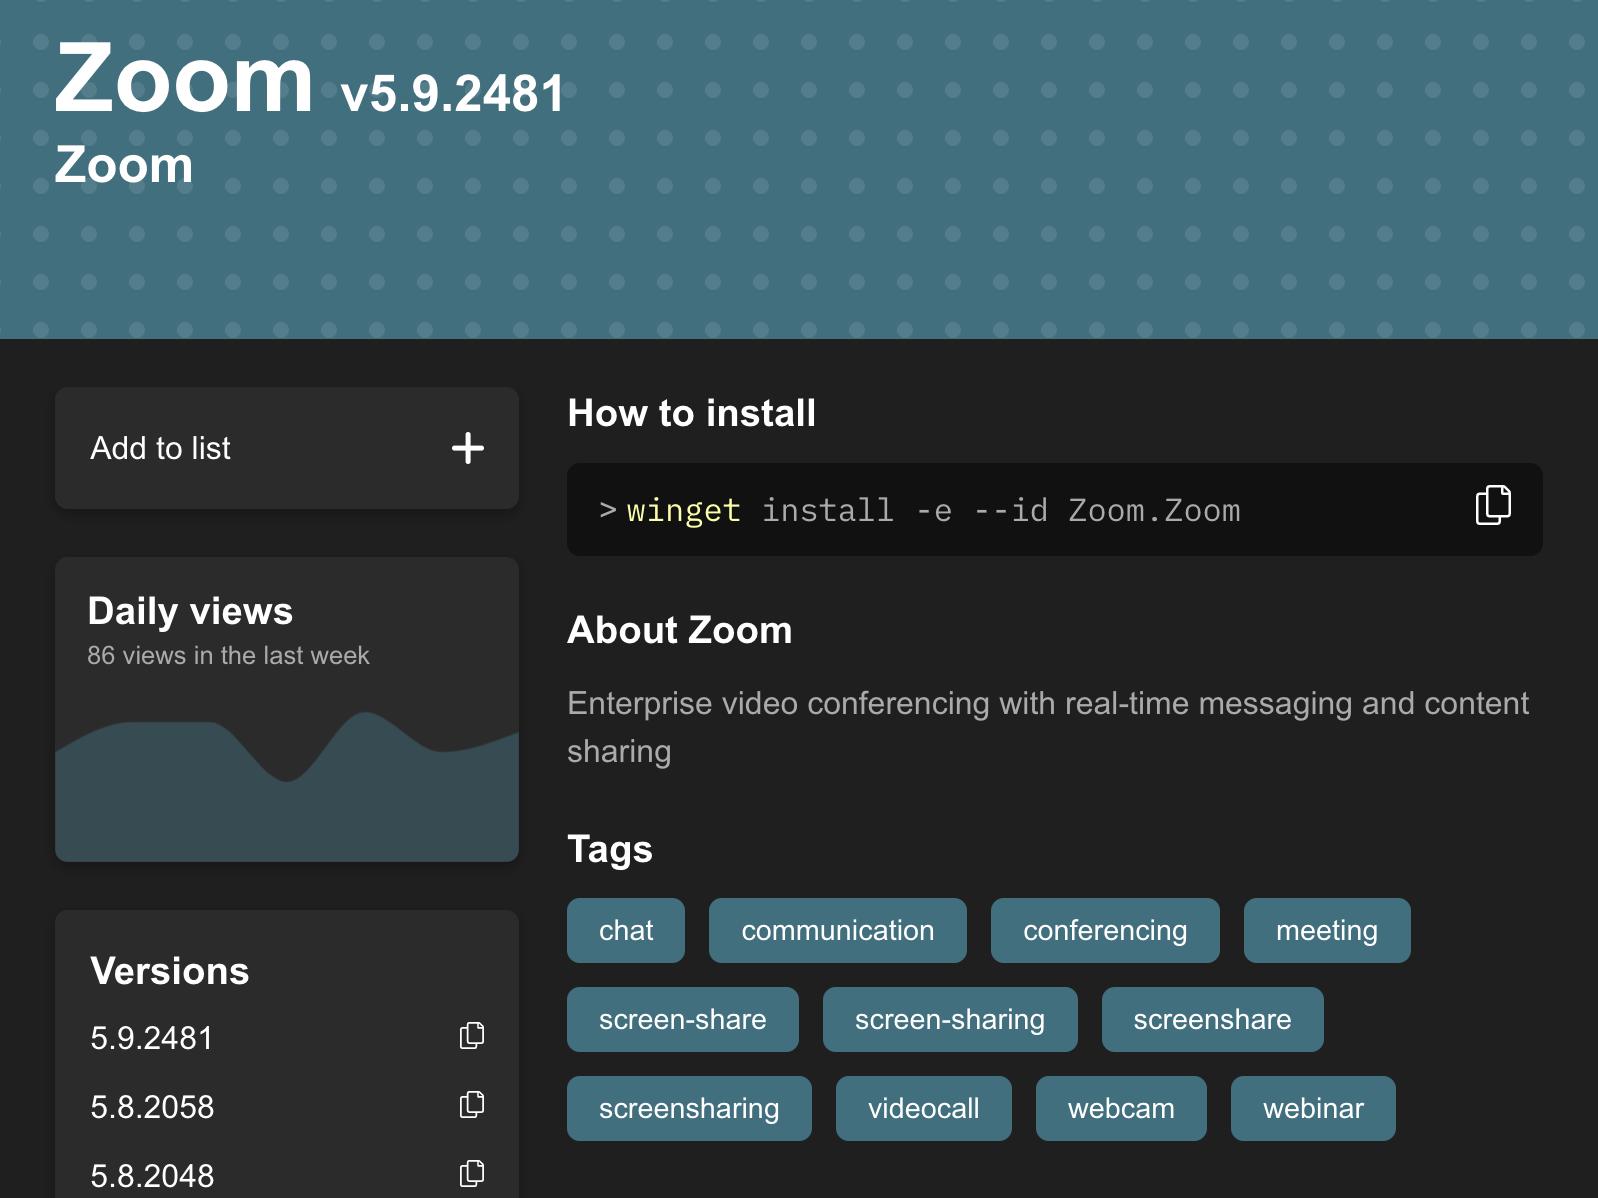 Zoom v5.9.2481
Zoom
Add to list
Daily views
86 views in the last week
Versions
5.9.2481
5.8.2058
5.8.2048
How to install
> winget install -e --id Zoom.Zoom
About Zoom
Enterprise video conferencing with real-time messaging and content
sharing
Tags
chat communication conferencing meeting
screen-share screen-sharing screenshare
screensharing videocall webcam webinar